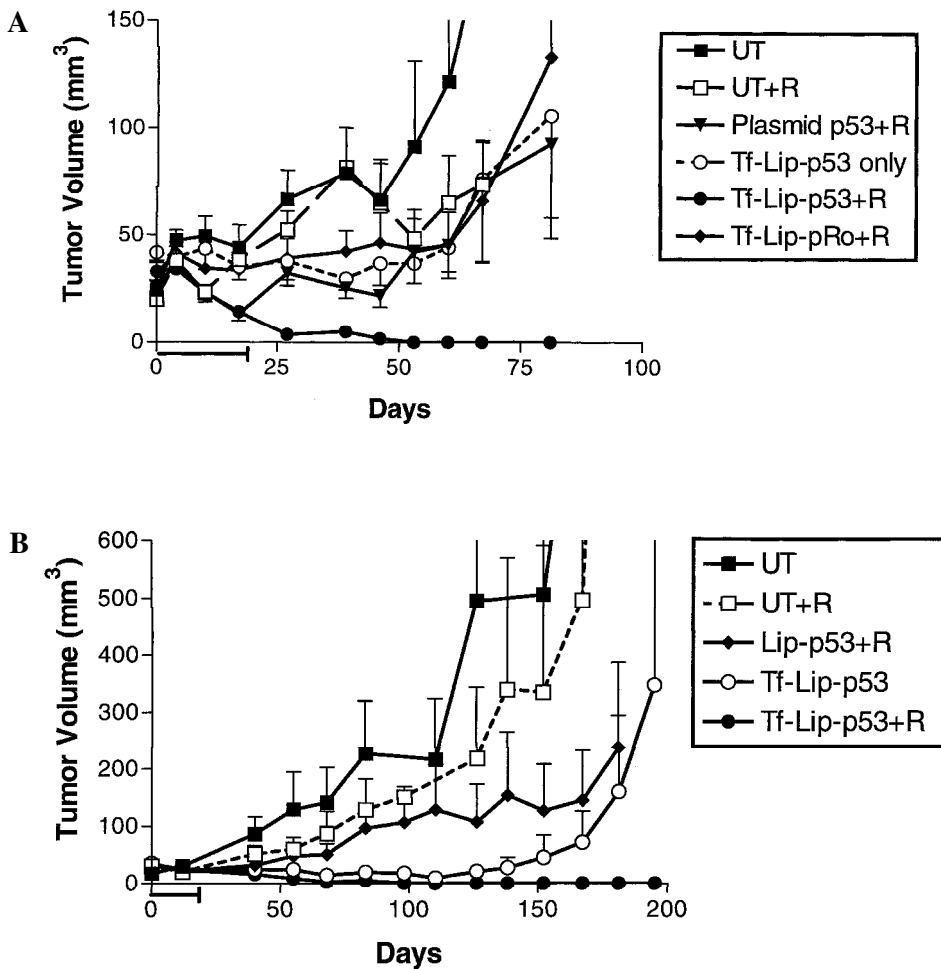 A
Tumor Volume (mm3)
150
100
50
0
0 25 50 75 100
Days
UT
UT+R
Plasmid p53+R
Tf-Lip-p53 only
Tf-Lip-p53+R
Tf-Lip-pRo+R
B
Tumor Volume (mm3)
600
500
400
300
200
100
0
0 50 100 150 200
Days
UT
UT+R
Lip-p53+R
Tf-Lip-p53
Tf-Lip-p53+R